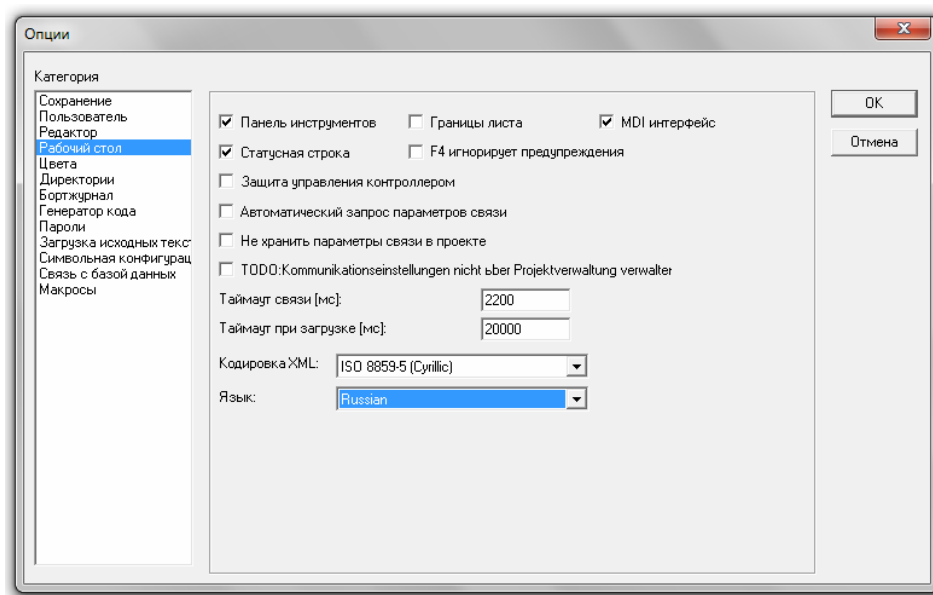 Опции
Категория
Сохранение
Пользователь
Редактор
Рабочий стол
Цвета
Директории
Бортжурнал
Генератор кода
Пароли
Загрузка исходных текс
Символьная конфигурац
Связь с базой данных
Макросы
Панель инструментов
Границы листа
MDI интерфейс
Статусная строка
F4 игнорирует предупреждения
Защита управления контроллером
Автоматический запрос параметров связи
Не хранить параметры связи в проекте
TODO:Kommunikationseinstellungen nicht ьber Projektverwaltung verwalter
Таймаут связи [мс]: 2200
Таймаут при загрузке [мс]: 20000
Кодировка XML: ISO 8859-5 (Cyrillic)
Язык: Russian
OK
Отмена